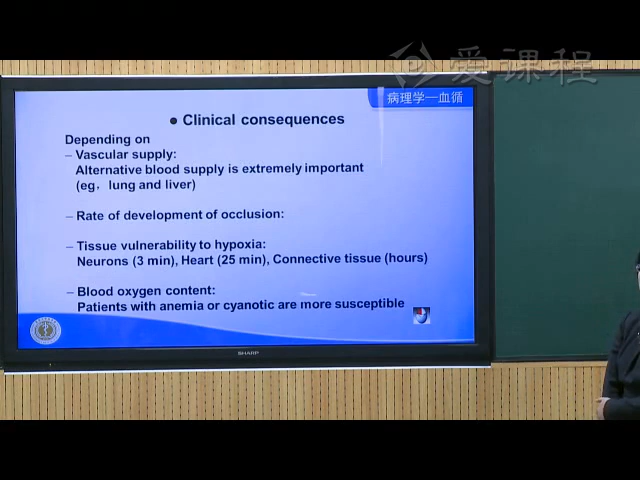 爱课程
病理学—血循
● Clinical consequences
Depending on
– Vascular supply:
Alternative blood supply is extremely important
(eg, lung and liver)
– Rate of development of occlusion:
– Tissue vulnerability to hypoxia:
Neurons (3 min), Heart (25 min), Connective tissue (hours)
– Blood oxygen content:
Patients with anemia or cyanotic are more susceptible
SHARP